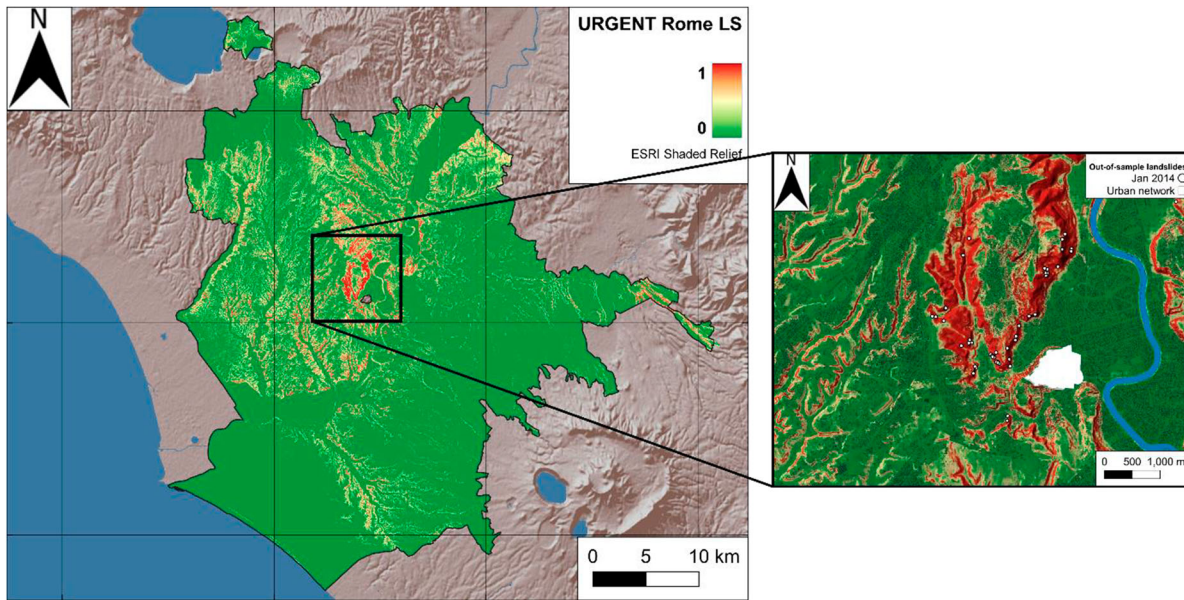 N
URGENT Rome LS
1
0
ESRI Shaded Relief
0 5 10 km
N
Out-of-sample landslides
Jan 2014
Urban network
0 500 1,000 m